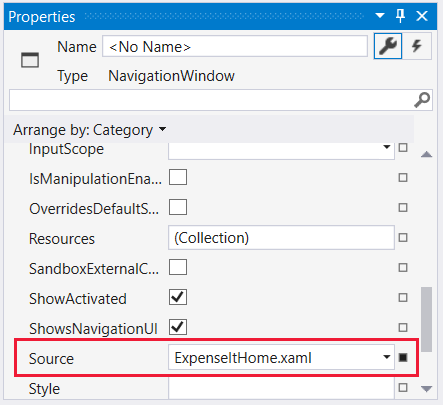 Properties
Name <No Name>
Type NavigationWindow
Arrange by: Category
InputScope
IsManipulationEna...
OverridesDefaultS...
Resources (Collection)
SandboxExternalC...
ShowActivated
ShowsNavigationUI
Source ExpenseItHome.xaml
Style